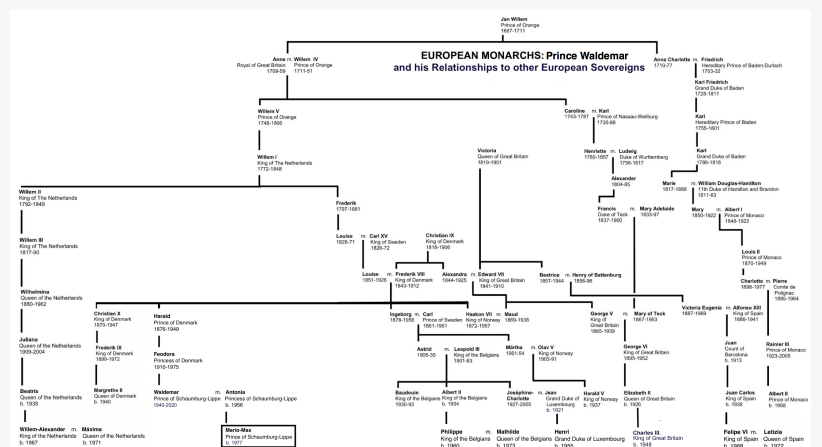 Jan Willem
Prince of Orange
1687-1711
EUROPEAN MONARCHS: Prince Waldemar
and his Relationships to other European Sovereigns
Anne m. Willem IV
Royal of Great Britain Prince of Orange
1709-59 1711-51
Anna Charlotte m. Friedrich
1710-77 Hereditary Prince of Baden-Durlach
1703-32
Karl Friedrich
Grand Duke of Baden
1728-1811
Willem V
Prince of Orange
1748-1806
Caroline m. Karl
1743-1787 Prince of Nassau-Weilburg
1735-88
Karl
Hereditary Prince of Baden
1755-1801
Willem I
King of The Netherlands
1772-1848
Victoria
Queen of Great Britain
1819-1901
Henriette m. Ludwig
1780-1857 Duke of Wurttemberg
1756-1817
Karl
Grand Duke of Baden
1786-1818
Alexander
1804-85
Marie m. William Douglas-Hamilton
1817-1888 11th Duke of Hamilton and Brandon
1811-63
Willem II
King of The Netherlands
1792-1849
Frederik
1797-1881
Francis m. Mary Adelaide
Duke of Teck 1833-97
1837-1900
Mary m. Albert I
1850-1922 Prince of Monaco
1848-1922
Willem III
King of The Netherlands
1817-90
Louise m. Carl XV
1828-71 King of Sweden
1826-72
Christian IX
King of Denmark
1818-1906
Louis II
Prince of Monaco
1870-1949
Louise m. Frederik VIII
1851-1926 King of Denmark
1843-1912
Alexandra m. Edward VII
1844-1925 King of Great Britain
1841-1910
Beatrice m. Henry of Battenburg
1857-1944 1858-96
Charlotte m. Pierre
1898-1977 Comte de
Polignac
1895-1964
Wilhelmina
Queen of the Netherlands
1880-1962
Christian X
King of Denmark
1870-1947
Harald
Prince of Denmark
1876-1949
Ingeborg m. Carl
1878-1958 Prince of Sweden
1861-1951
Haakon VII m. Maud
King of Norway 1869-1938
1872-1957
George V m. Mary of Teck
King of 1867-1953
Great Britain
1865-1939
Victoria Eugenia m. Alfonso XIII
1887-1969 King of Spain
1886-1941
Juliana
Queen of the Netherlands
1909-2004
Frederik IX
King of Denmark
1899-1972
Feodora
Princess of Denmark
1910-1975
Astrid m. Leopold III
1905-35 King of the Belgians
1901-83
Märtha m. Olav V
1901-54 King of Norway
1903-91
George VI
King of Great Britain
1895-1952
Juan
Count of
Barcelona
b. 1913
Rainier III
Prince of Monaco
1923-2005
Beatrix
Queen of the Netherlands
b. 1938
Margrethe II
Queen of Denmark
b. 1940
Waldemar m. Antonia
Prince of Schaumburg-Lippe Princess of Schaumburg-Lippe
1940-2020 b. 1956
Baudouin
King of the Belgians
1930-93
Albert II
King of the Belgians
b. 1934
Josephine-Charlotte m. Jean
1927-2005 Grand Duke of
Luxembourg
b. 1921
Harald V
King of Norway
b. 1937
Elizabeth II
Queen of Great Britain
b. 1926
Juan Carlos
King of Spain
b. 1938
Albert II
Prince of Monaco
b. 1958
Willem-Alexander m. Máxima
King of the Netherlands Queen of the Netherlands
b. 1967 b. 1971
Mario-Max
Prince of Schaumburg-Lippe
b. 1977
Philippe m. Mathilde
King of the Belgians Queen of the Belgians
b. 1960 b. 1973
Henri
Grand Duke of Luxembourg
b. 1955
Charles III
King of Great Britain
b. 1948
Felipe VI m. Letizia
King of Spain Queen of Spain
b. 1968 b. 1972